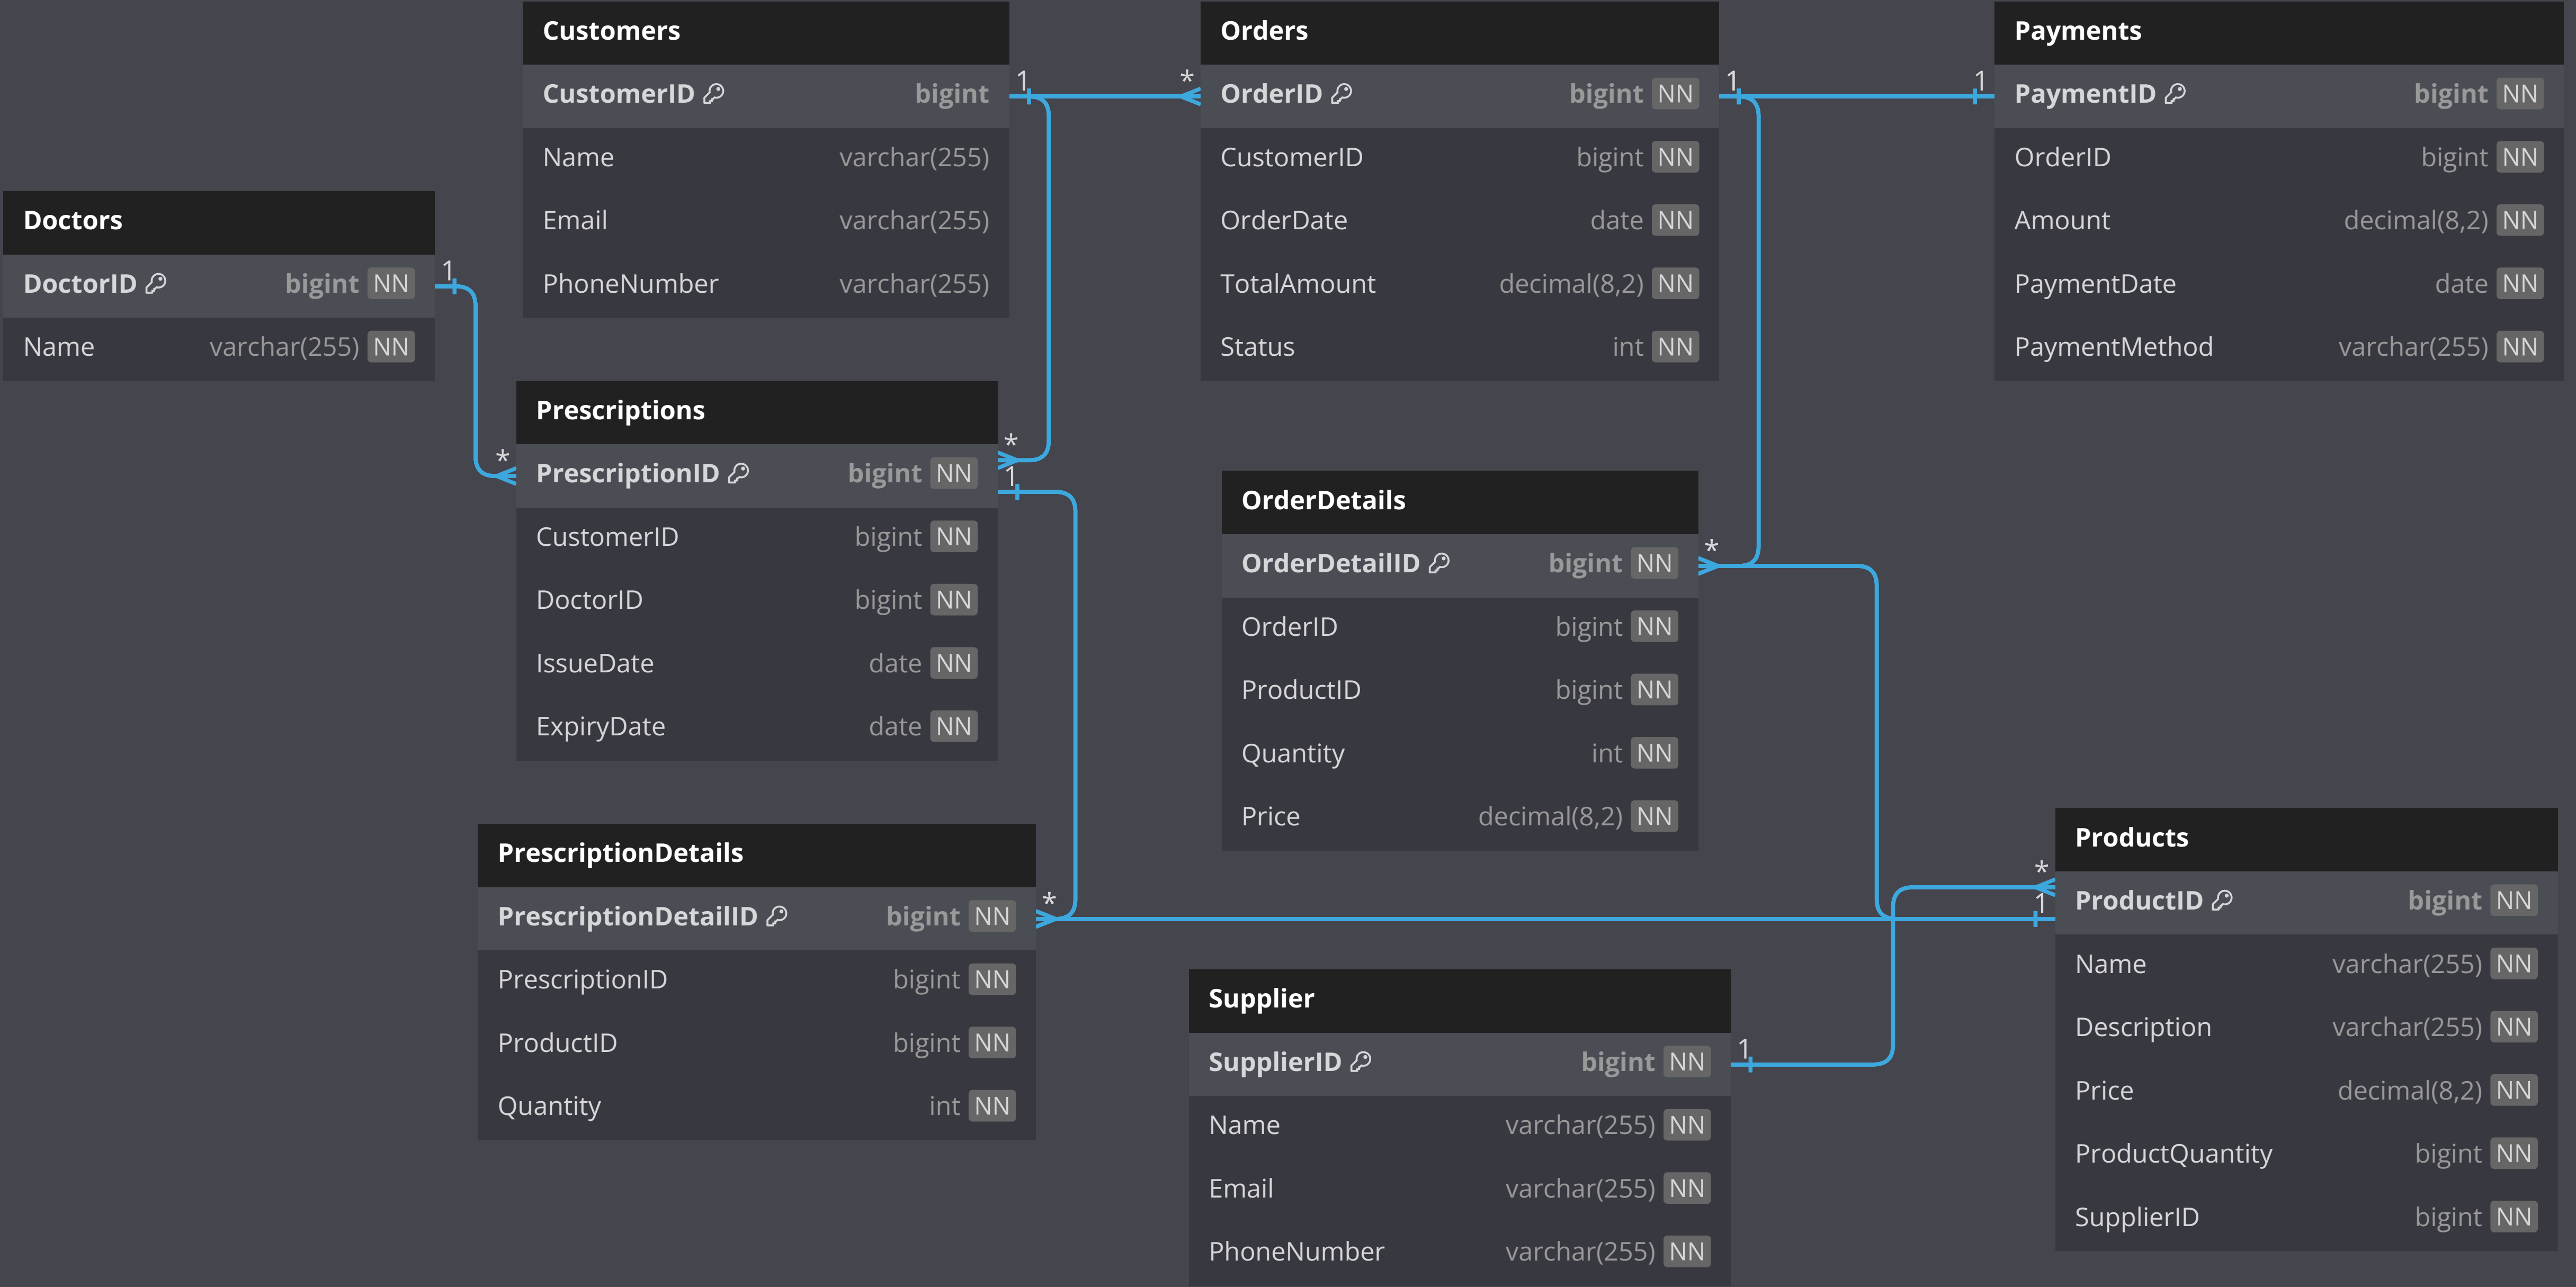 Customers
CustomerID bigint
Name varchar(255)
Email varchar(255)
PhoneNumber varchar(255)
1
*
Orders
OrderID bigint NN
CustomerID bigint NN
OrderDate date NN
TotalAmount decimal(8,2) NN
Status int NN
1
1
Payments
PaymentID bigint NN
OrderID bigint NN
Amount decimal(8,2) NN
PaymentDate date NN
PaymentMethod varchar(255) NN
Doctors
DoctorID bigint NN
Name varchar(255) NN
1
*
Prescriptions
PrescriptionID bigint NN
CustomerID bigint NN
DoctorID bigint NN
IssueDate date NN
ExpiryDate date NN
*
1
OrderDetails
OrderDetailID bigint NN
OrderID bigint NN
ProductID bigint NN
Quantity int NN
Price decimal(8,2) NN
*
PrescriptionDetails
PrescriptionDetailID bigint NN
PrescriptionID bigint NN
ProductID bigint NN
Quantity int NN
*
Supplier
SupplierID bigint NN
Name varchar(255) NN
Email varchar(255) NN
PhoneNumber varchar(255) NN
1
*
1
Products
ProductID bigint NN
Name varchar(255) NN
Description varchar(255) NN
Price decimal(8,2) NN
ProductQuantity bigint NN
SupplierID bigint NN